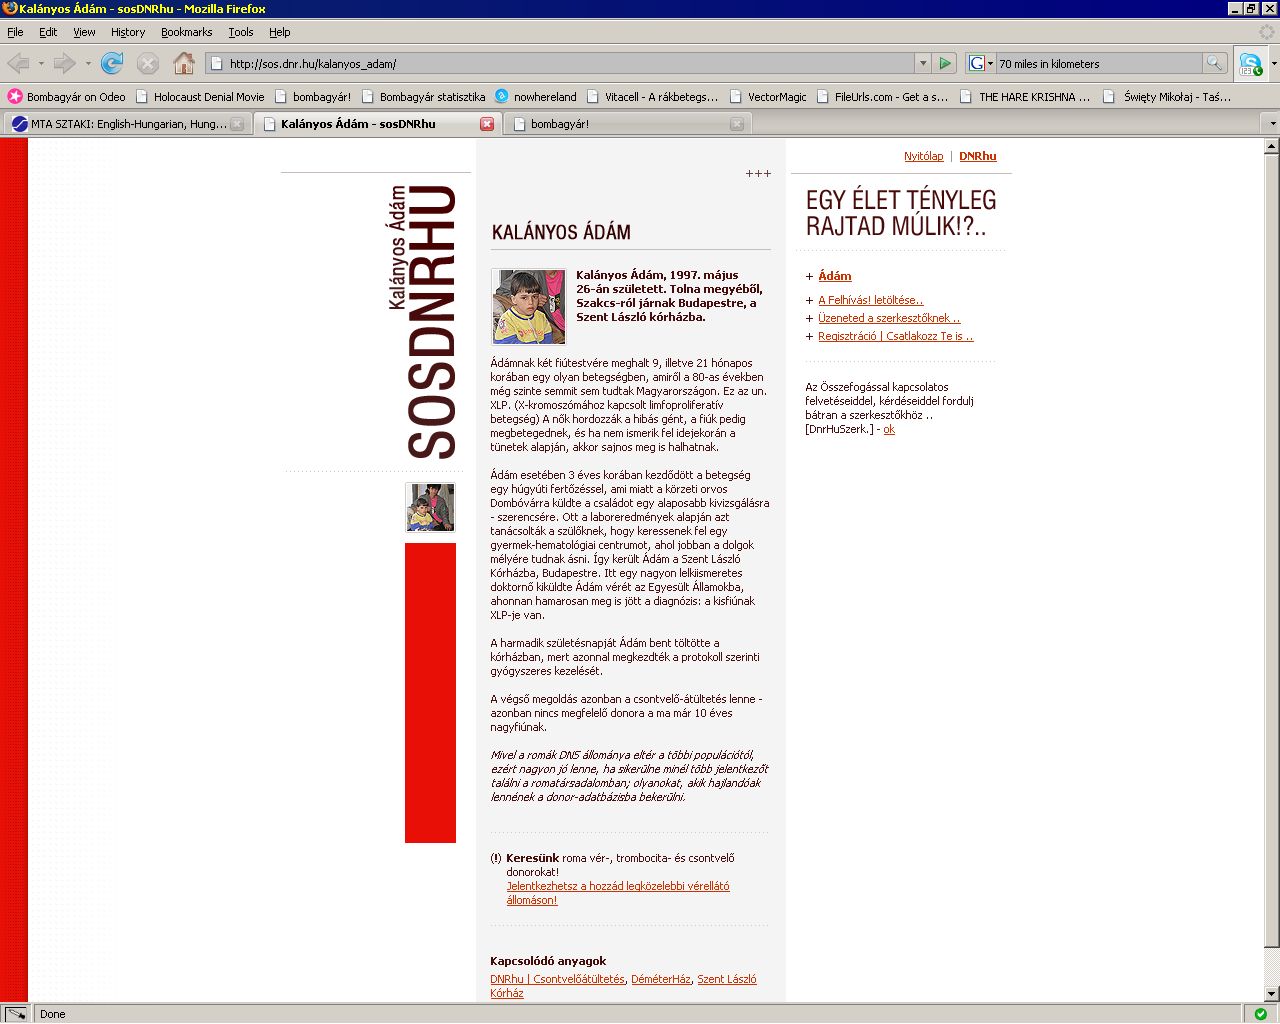 Kalányos Ádám - sosDNRhu - Mozilla Firefox
File Edit View History Bookmarks Tools Help
http://sos.dnr.hu/kalanyos_adam/
G 70 miles in kilometers
Bombagyár on Odeo Holocaust Denial Movie bombagyár! Bombagyár statisztika nowhereland Vitacell - A rákbetegs... VectorMagic FileUrls.com - Get a s... THE HARE KRISHNA ... Święty Mikołaj - Taś...
MTA SZTAKI: English-Hungarian, Hung... Kalányos Ádám - sosDNRhu bombagyár!
Nyitólap | DNRhu
+++
Kalányos Ádám
SOSDNRHU
KALÁNYOS ÁDÁM
Kalányos Ádám, 1997. május
26-án született. Tolna megyéből,
Szakcs-ról járnak Budapestre, a
Szent László kórházba.
Ádámnak két fiútestvére meghalt 9, illetve 21 hónapos
korában egy olyan betegségben, amiről a 80-as években
még szinte semmit sem tudtak Magyarországon. Ez az un.
XLP. (X-kromoszómához kapcsolt limfoproliferatív
betegség) A nők hordozzák a hibás gént, a fiúk pedig
megbetegednek, és ha nem ismerik fel idejekorán a
tünetek alapján, akkor sajnos meg is halhatnak.
Ádám esetében 3 éves korában kezdődött a betegség
egy húgyúti fertőzéssel, ami miatt a körzeti orvos
Dombóvárra küldte a családot egy alaposabb kivizsgálásra
- szerencsére. Ott a laboreredmények alapján azt
tanácsolták a szülőknek, hogy keressenek fel egy
gyermek-hematológiai centrumot, ahol jobban a dolgok
mélyére tudnak ásni. Így került Ádám a Szent László
Kórházba, Budapestre. Itt egy nagyon lelkiismeretes
doktornő kiküldte Ádám vérét az Egyesült Államokba,
ahonnan hamarosan meg is jött a diagnózis: a kisfiúnak
XLP-je van.
A harmadik születésnapját Ádám bent töltötte a
kórházban, mert azonnal megkezdték a protokoll szerinti
gyógyszeres kezelését.
A végső megoldás azonban a csontvelő-átültetés lenne -
azonban nincs megfelelő donora a ma már 10 éves
nagyfiúnak.
Mivel a romák DNS állománya eltér a többi populációtól,
ezért nagyon jó lenne, ha sikerülne minél több jelentkezőt
találni a romatársadalomban; olyanokat, akik hajlandóak
lennének a donor-adatbázisba bekerülni.
(!) Keresünk roma vér-, trombocita- és csontvelő
donorokat!
Jelentkezhetsz a hozzád legközelebbi vérellátó
állomáson!
Kapcsolódó anyagok
DNRhu | Csontvelőátültetés, DéméterHáz, Szent László
Kórház
EGY ÉLET TÉNYLEG
RAJTAD MÚLIK!?..
+ Ádám
+ A Felhívás! letöltése..
+ Üzeneted a szerkesztőknek ..
+ Regisztráció | Csatlakozz Te is ..
Az Összefogással kapcsolatos
felvetéseiddel, kérdéseiddel fordulj
bátran a szerkesztőkhöz ..
[DnrHuSzerk.] - ok
Done